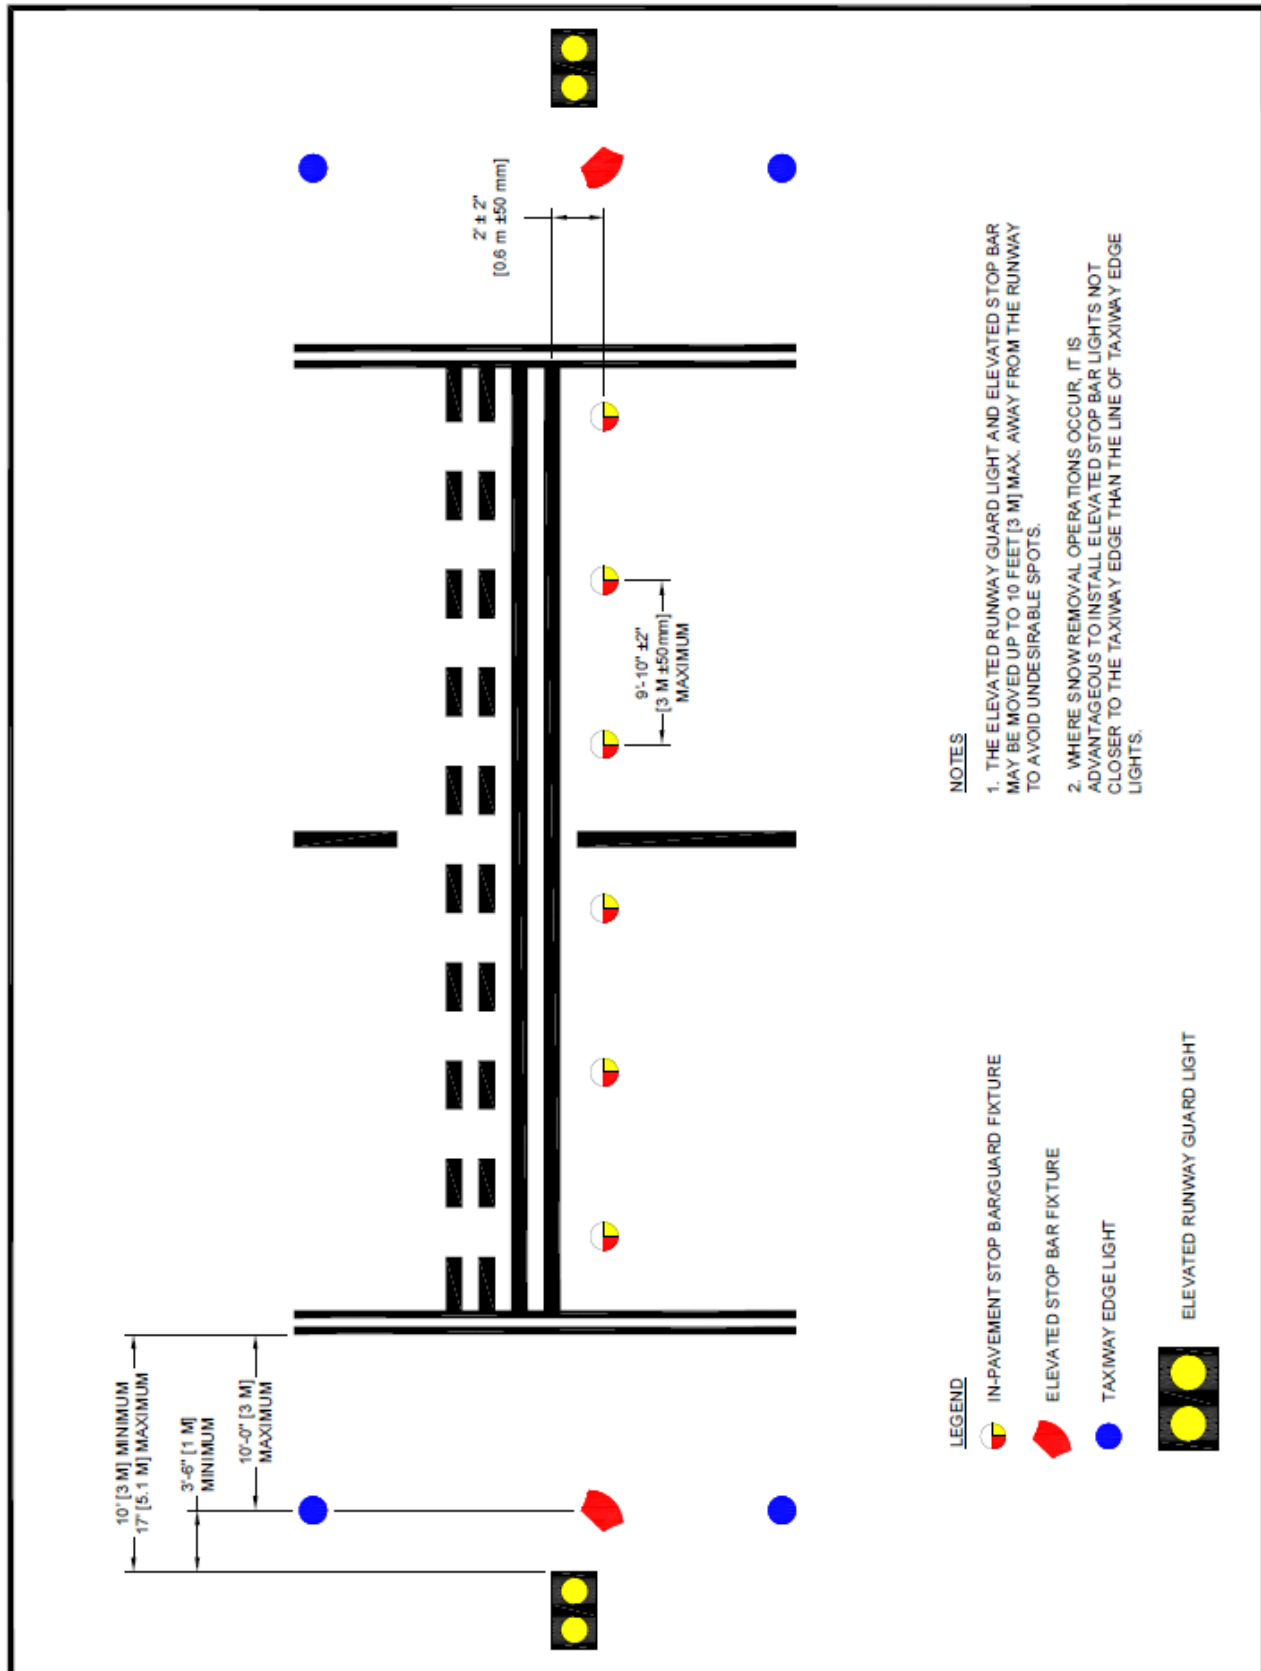 10' [3 M] MINIMUM
17' [5.1 M] MAXIMUM
3'-6" [1 M]
MINIMUM
10'-0" [3 M]
MAXIMUM
9'-10" ±2"
[3 M ±50mm]
MAXIMUM
2' ± 2"
[0.6 m ±50 mm]
LEGEND
IN-PAVEMENT STOP BAR/GUARD FIXTURE
ELEVATED STOP BAR FIXTURE
TAXIWAY EDGE LIGHT
ELEVATED RUNWAY GUARD LIGHT
NOTES
1. THE ELEVATED RUNWAY GUARD LIGHT AND ELEVATED STOP BAR
MAY BE MOVED UP TO 10 FEET [3 M] MAX. AWAY FROM THE RUNWAY
TO AVOID UNDESIRABLE SPOTS.
2. WHERE SNOW REMOVAL OPERATIONS OCCUR, IT IS
ADVANTAGEOUS TO INSTALL ELEVATED STOP BAR LIGHTS NOT
CLOSER TO THE TAXIWAY EDGE THAN THE LINE OF TAXIWAY EDGE
LIGHTS.